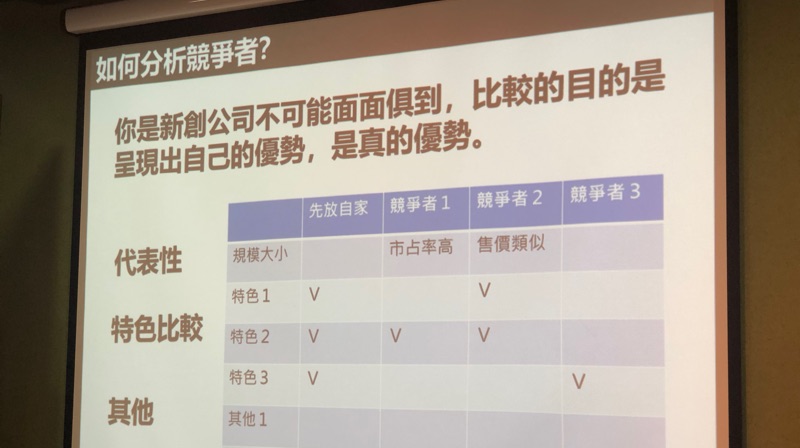 如何分析競爭者?
你是新創公司不可能面面俱到，比較的目的是
呈現出自己的優勢，是真的優勢。
先放自家 競爭者1 競爭者2 競爭者3
代表性 規模大小 市占率高 售價類似
特色1 V V
特色比較 特色2 V V V
特色3 V V
其他 其他1